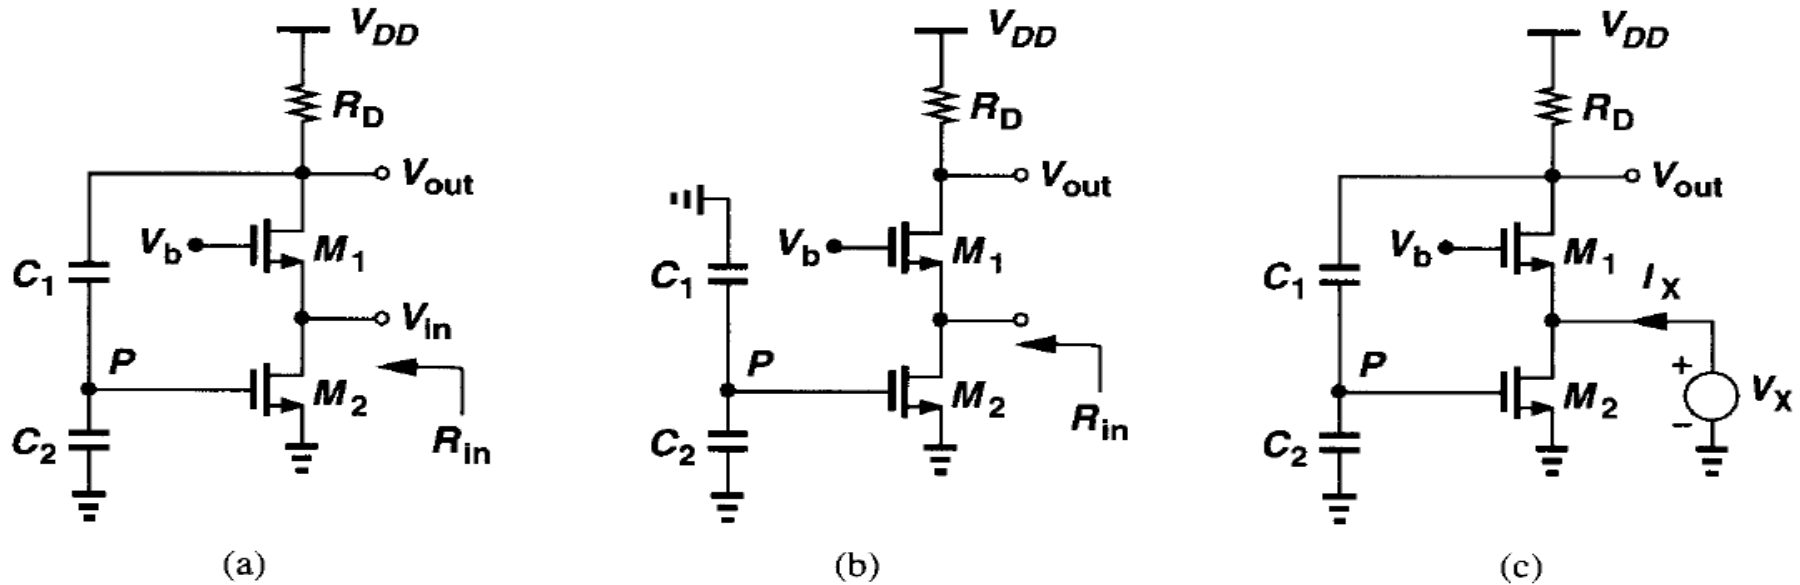 V_DD
R_D
V_out
V_b
M_1
C_1
V_in
P
M_2
C_2
R_in
(a)
V_DD
R_D
V_out
V_b
M_1
C_1
P
M_2
R_in
C_2
(b)
V_DD
R_D
V_out
V_b
M_1
I_X
C_1
P
+
M_2
V_X
−
C_2
(c)